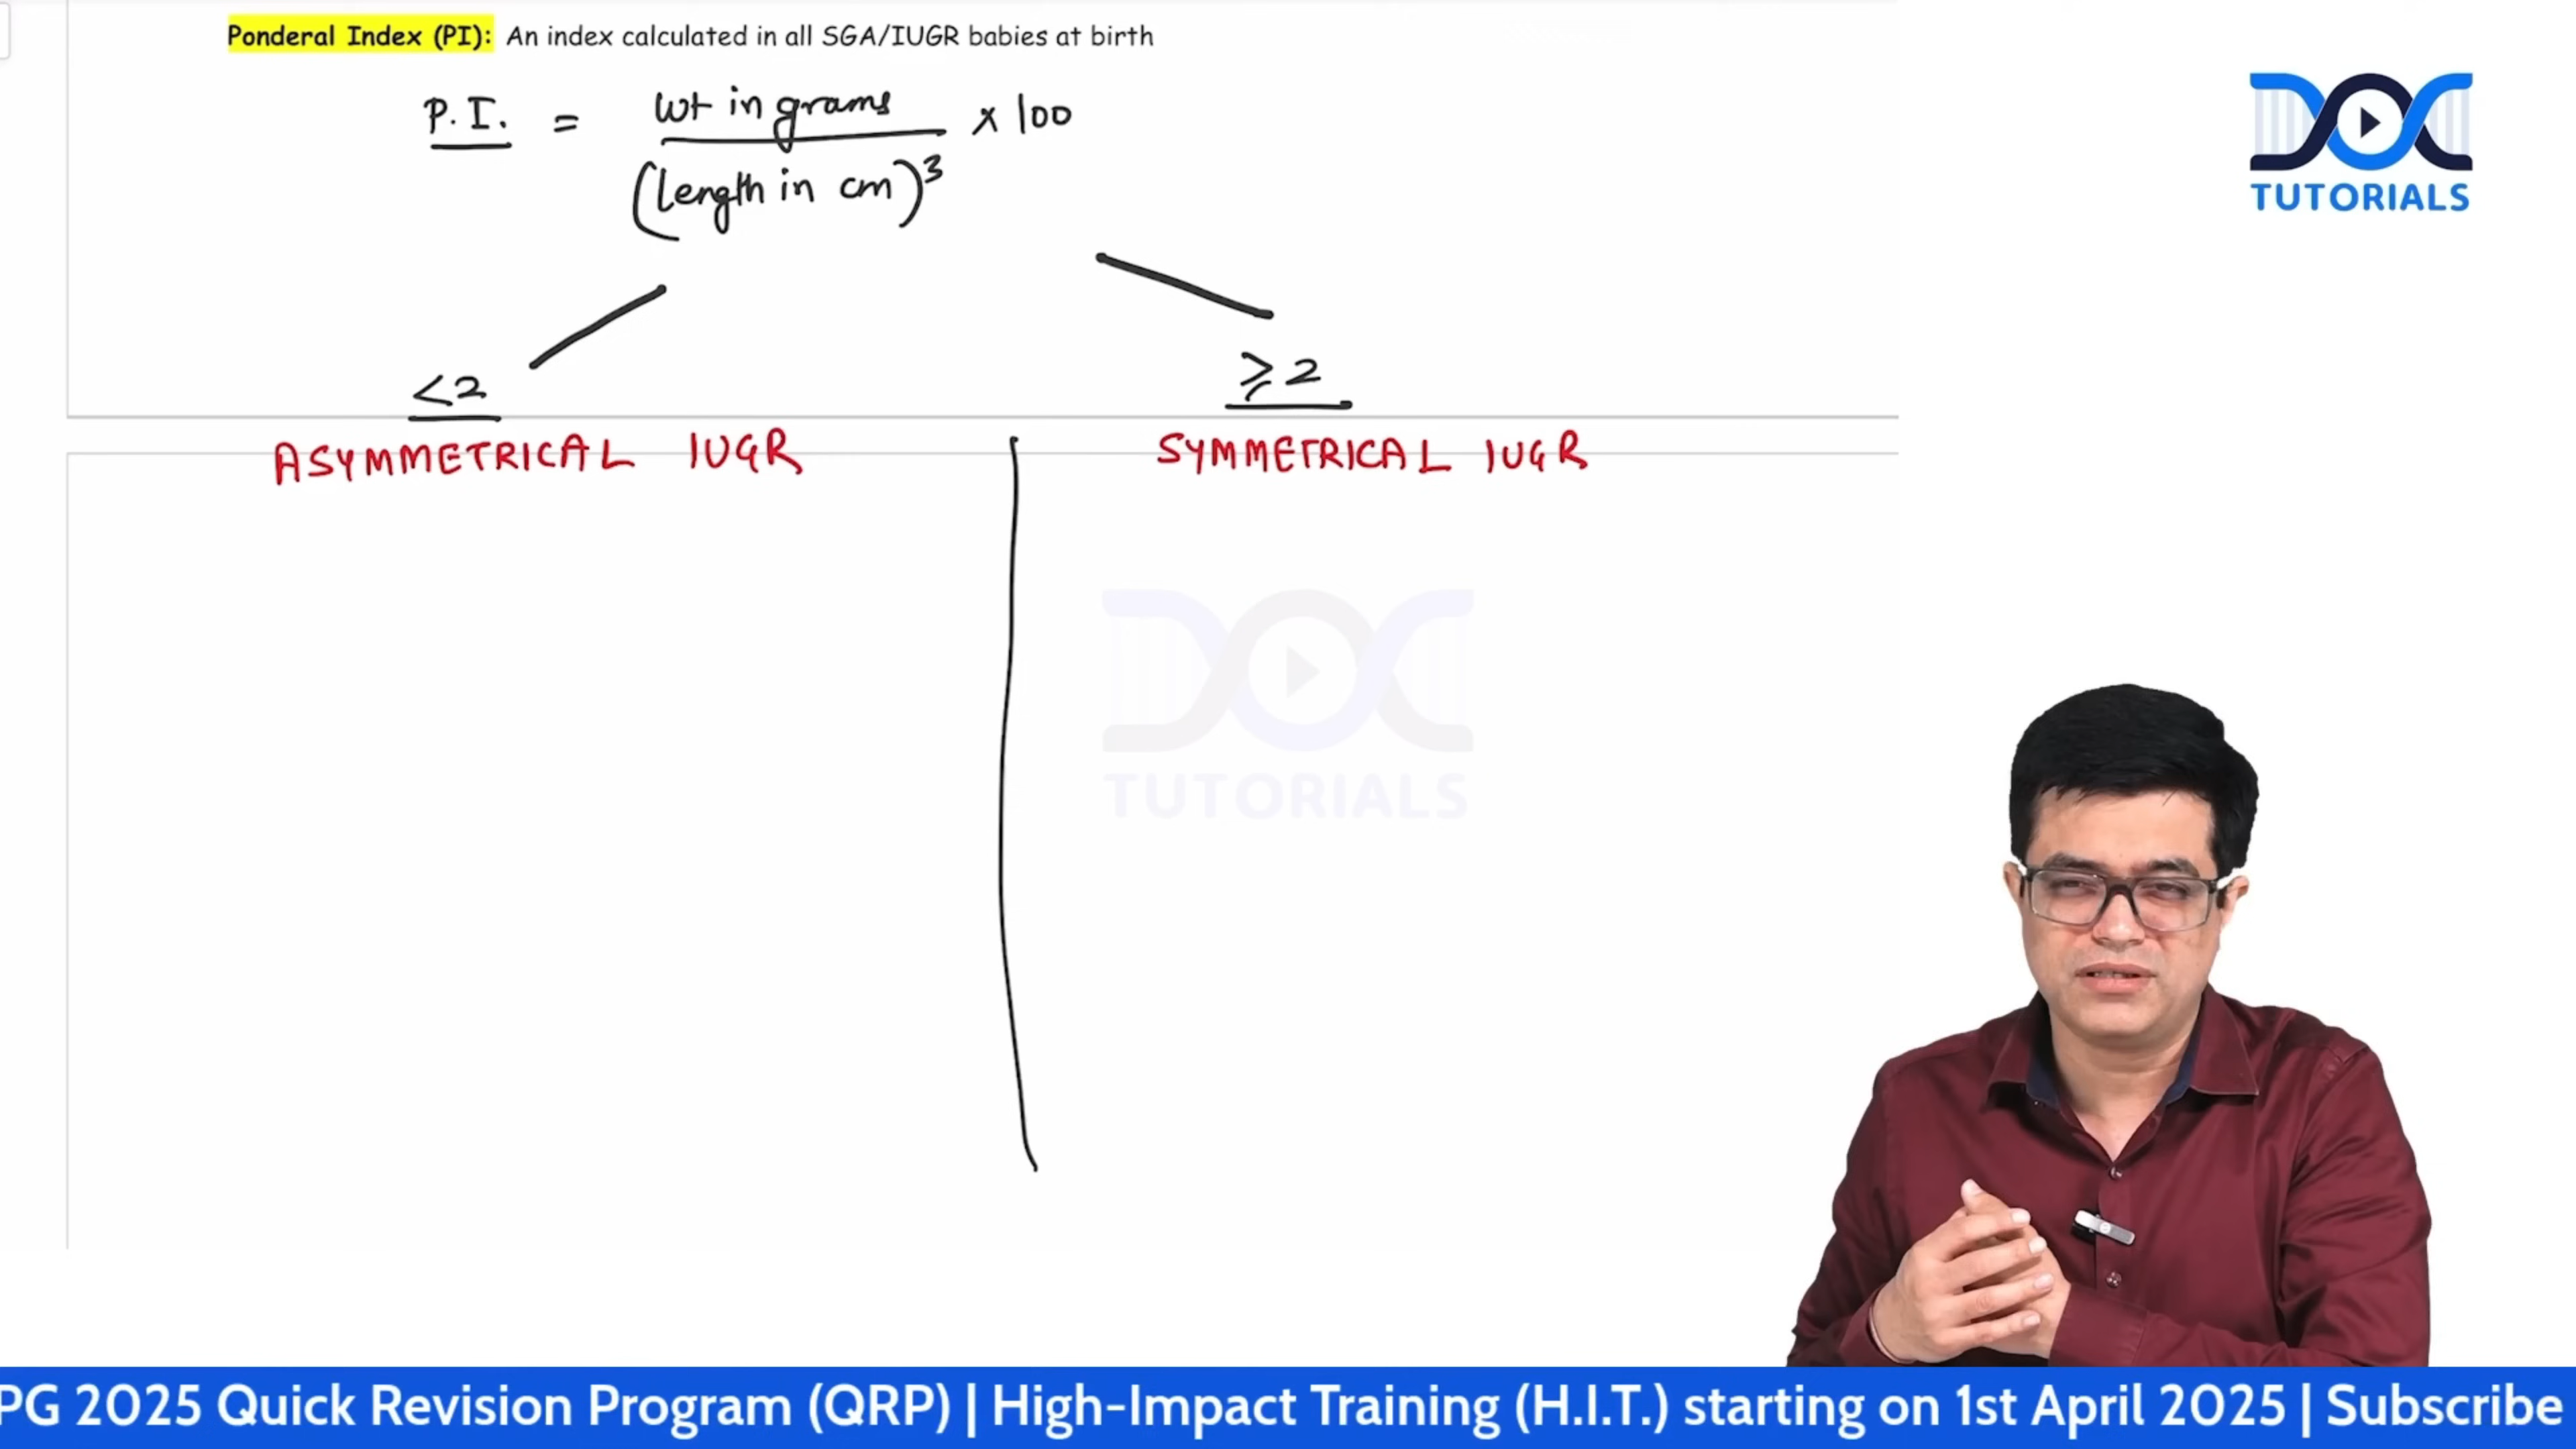 Ponderal Index (PI): An index calculated in all SGA/IUGR babies at birth
P.I. = wt in grams / (length in cm)³ × 100
<2
≥2
ASYMMETRICAL IUGR
SYMMETRICAL IUGR
TUTORIALS
DOC
TUTORIALS
PG 2025 Quick Revision Program (QRP) | High-Impact Training (H.I.T.) starting on 1st April 2025 | Subscribe